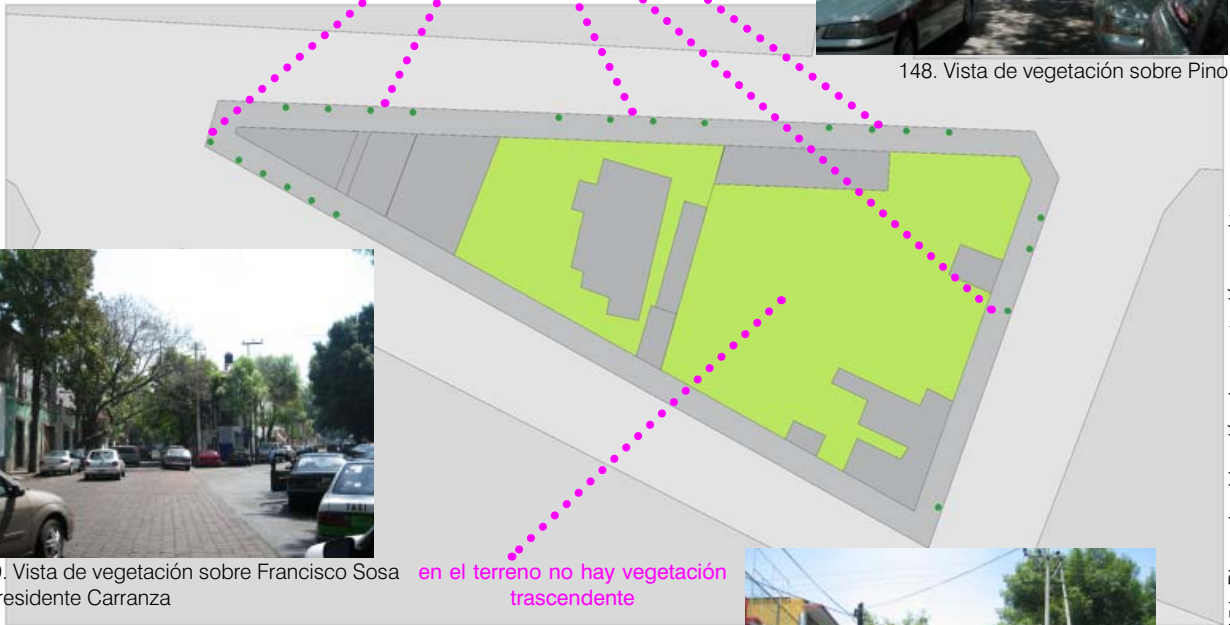 148. Vista de vegetación sobre Pino
. Vista de vegetación sobre Francisco Sosa
residente Carranza
en el terreno no hay vegetación
trascendente
TAXI